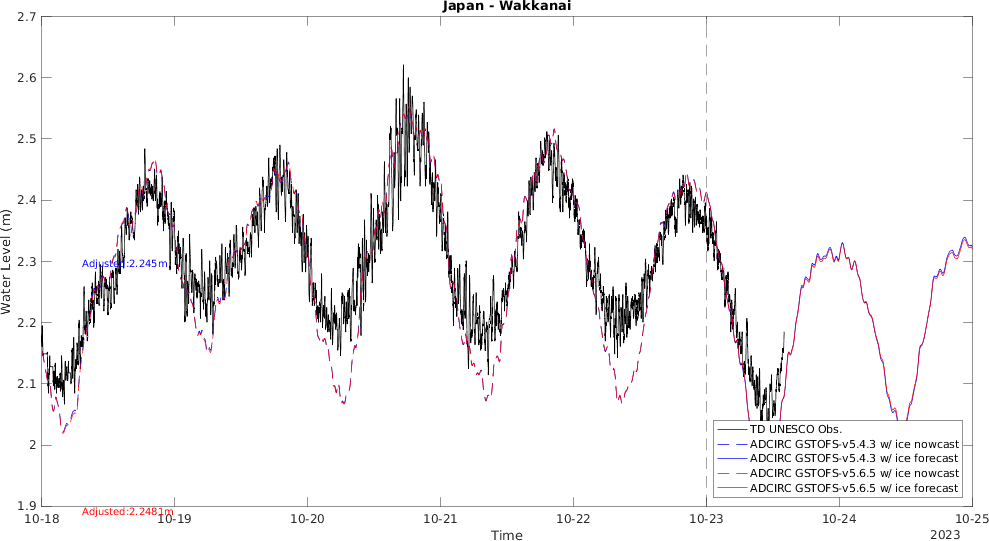 Japan - Wakkanai
2.7
2.6
2.5
2.4
2.3
2.2
2.1
2
1.9
Water Level (m)
Adjusted:2.245m
Adjusted:2.2481m
TD UNESCO Obs.
ADCIRC GSTOFS-v5.4.3 w/ ice nowcast
ADCIRC GSTOFS-v5.4.3 w/ ice forecast
ADCIRC GSTOFS-v5.6.5 w/ ice nowcast
ADCIRC GSTOFS-v5.6.5 w/ ice forecast
10-18 10-19 10-20 10-21 10-22 10-23 10-24 10-25
Time
2023